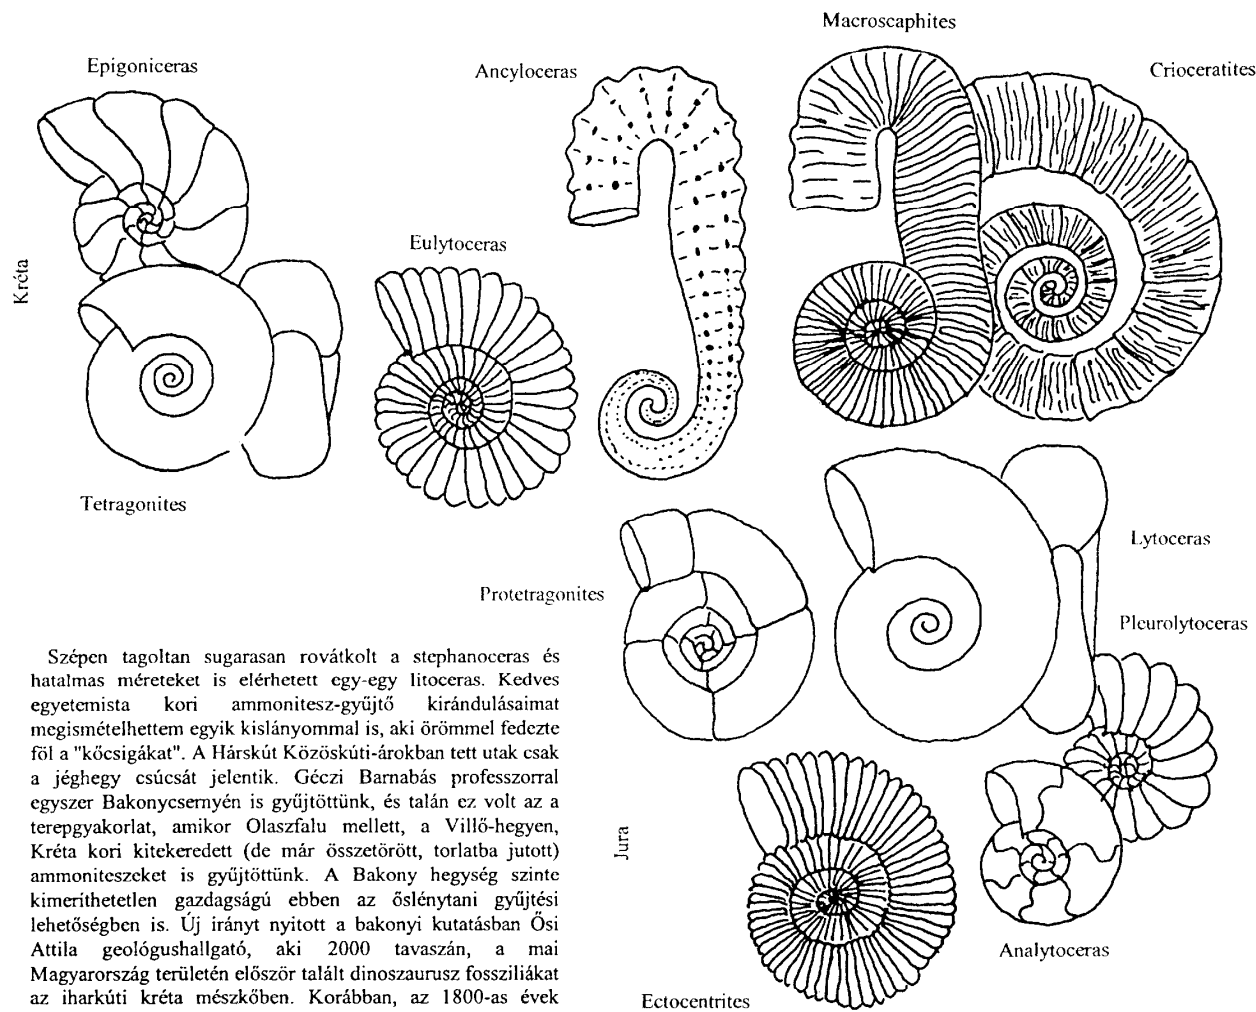 Macroscaphites
Epigoniceras
Ancyloceras
Crioceratites
Kréta
Eulytoceras
Tetragonites
Lytoceras
Protetragonites
Pleurolytoceras
Szépen tagoltan sugarasan rovátkolt a stephanoceras és
hatalmas méreteket is elérhetett egy-egy litoceras. Kedves
egyetemista kori ammonitesz-gyűjtő kirándulásaimat
megismételhettem egyik kislányommal is, aki örömmel fedezte
föl a "kőcsigákat". A Hárskút Közöskúti-árokban tett utak csak
a jéghegy csúcsát jelentik. Géczi Barnabás professzorral
egyszer Bakonycsernyén is gyűjtöttünk, és talán ez volt az a
terepgyakorlat, amikor Olaszfalu mellett, a Villő-hegyen,
Kréta kori kitekeredett (de már összetörött, torlatba jutott)
ammoniteszeket is gyűjtöttünk. A Bakony hegység szinte
kimeríthetetlen gazdagságú ebben az őslénytani gyűjtési
lehetőségben is. Új irányt nyitott a bakonyi kutatásban Ősi
Attila geológushallgató, aki 2000 tavaszán, a mai
Magyarország területén először talált dinoszaurusz fossziliákat
az iharkúti kréta mészkőben. Korábban, az 1800-as évek
Jura
Analytoceras
Ectocentrites